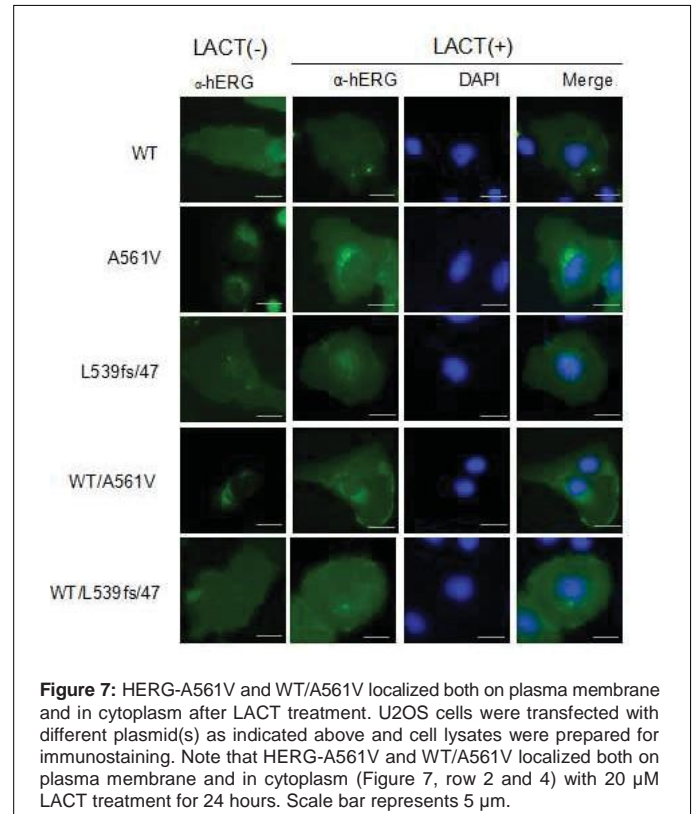 LACT(-) LACT(+)
α-hERG α-hERG DAPI Merge
WT
A561V
L539fs/47
WT/A561V
WT/L539fs/47
Figure 7: HERG-A561V and WT/A561V localized both on plasma membrane
and in cytoplasm after LACT treatment. U2OS cells were transfected with
different plasmid(s) as indicated above and cell lysates were prepared for
immunostaining. Note that HERG-A561V and WT/A561V localized both on
plasma membrane and in cytoplasm (Figure 7, row 2 and 4) with 20 μM
LACT treatment for 24 hours. Scale bar represents 5 μm.